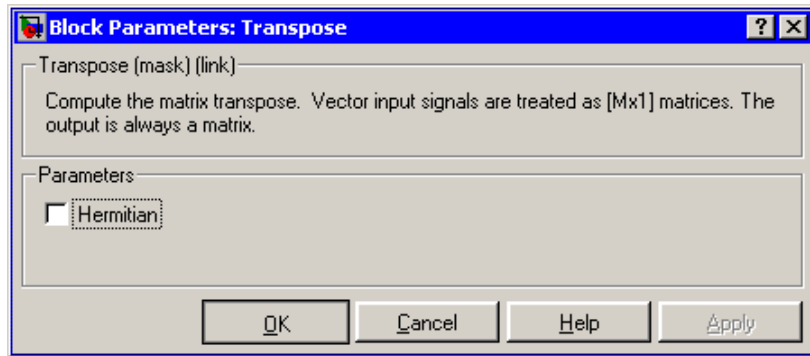 Block Parameters: Transpose
Transpose (mask) (link)
Compute the matrix transpose.  Vector input signals are treated as [Mx1] matrices. The
output is always a matrix.
Parameters
Hermitian
OK Cancel Help Apply